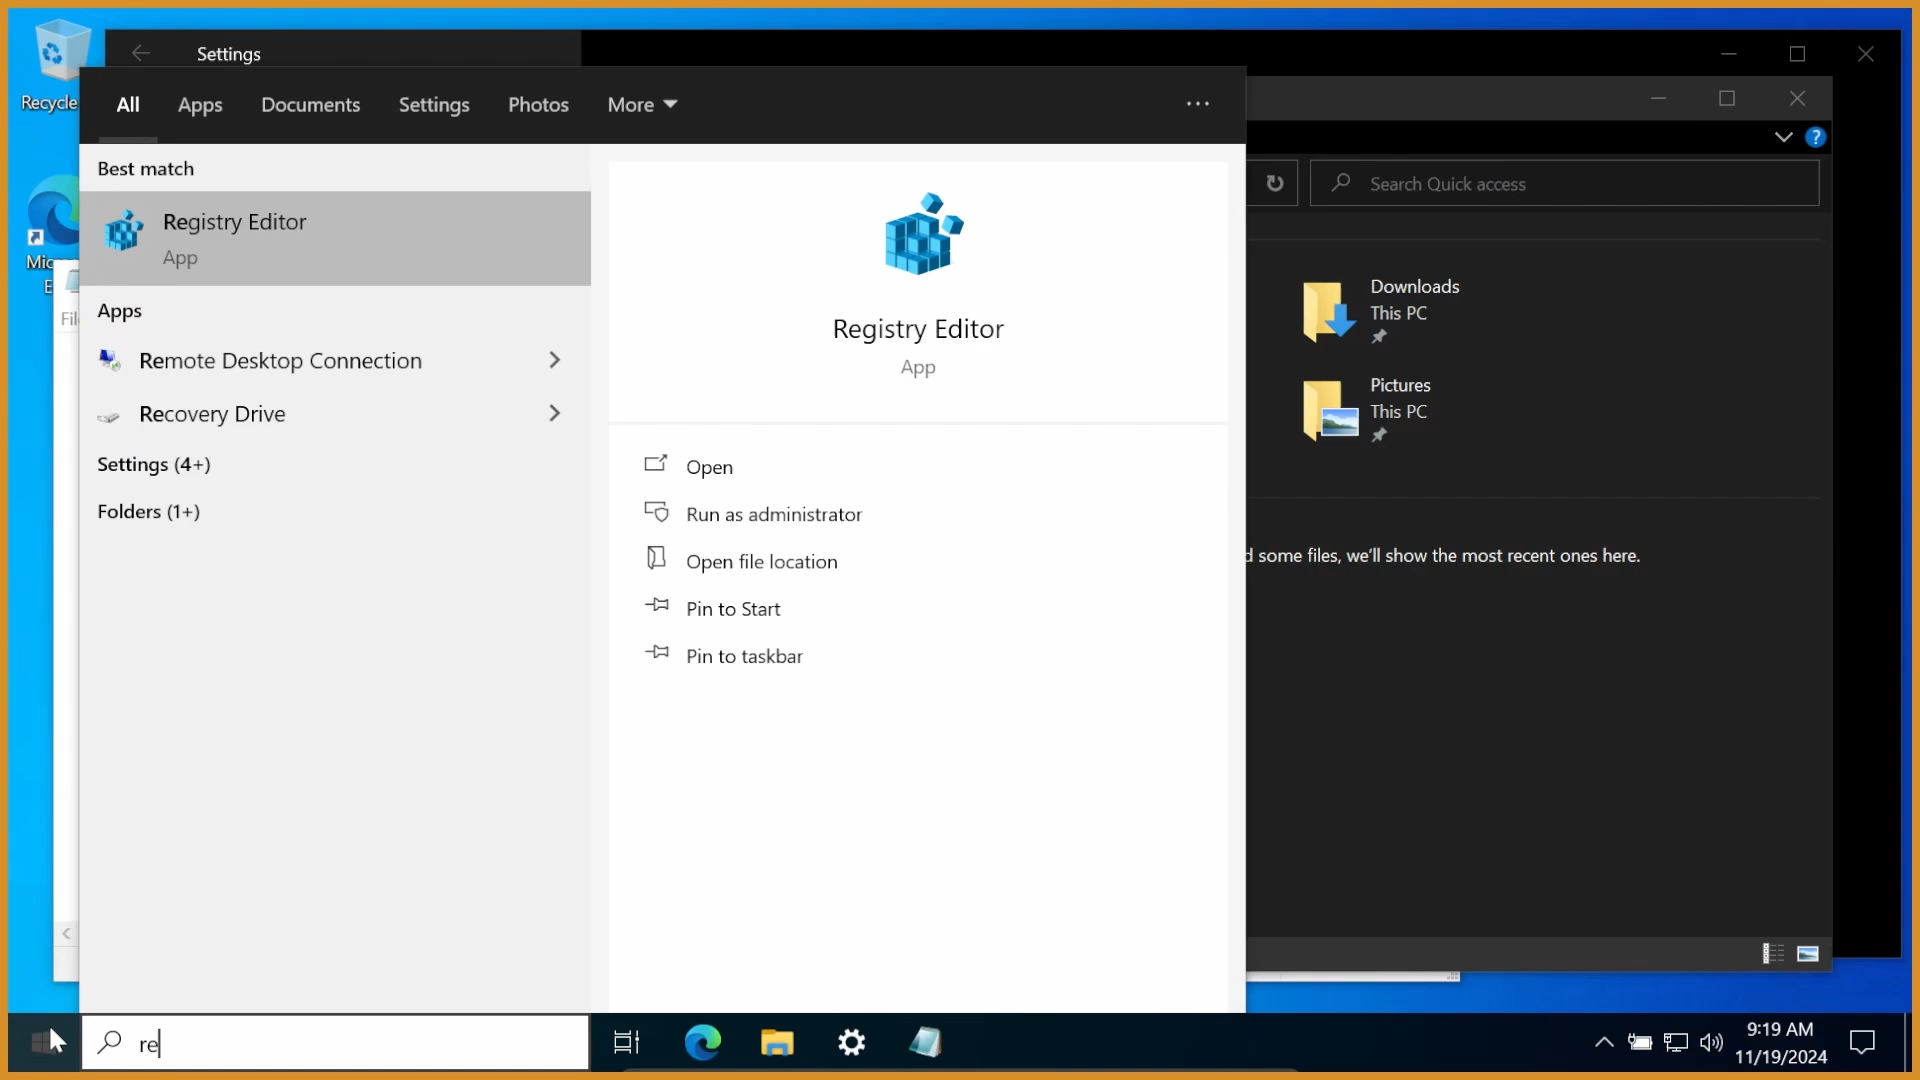 Settings
Recycle
All
Apps
Documents
Settings
Photos
More
Best match
Registry Editor
App
Apps
Remote Desktop Connection
Recovery Drive
Settings (4+)
Folders (1+)
Registry Editor
App
Open
Run as administrator
Open file location
Pin to Start
Pin to taskbar
Mic
E
Fil
?
Search Quick access
Downloads
This PC
Pictures
This PC
d some files, we'll show the most recent ones here.
re
9:19 AM
11/19/2024